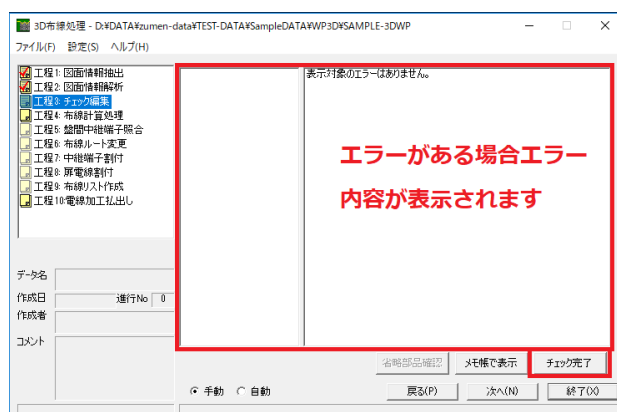 3D布線処理 - D:¥DATA¥zumen-data¥TEST-DATA¥SampleDATA¥WP3D¥SAMPLE-3DWP
ファイル(F) 設定(S) ヘルプ(H)
工程1: 図面情報抽出
工程2: 図面情報解析
工程3: チェック編集
工程4: 布線計算処理
工程5: 盤間中継端子照合
工程6: 布線ルート変更
工程7: 中継端子割付
工程8: 扉電線割付
工程9: 布線リスト作成
工程10:電線加工払出し
表示対象のエラーはありません。
エラーがある場合エラー
内容が表示されます
データ名
作成日 進行No 0
作成者
コメント
省略部品確認 メモ帳で表示 チェック完了
手動 自動 戻る(P) 次へ(N) 終了(X)